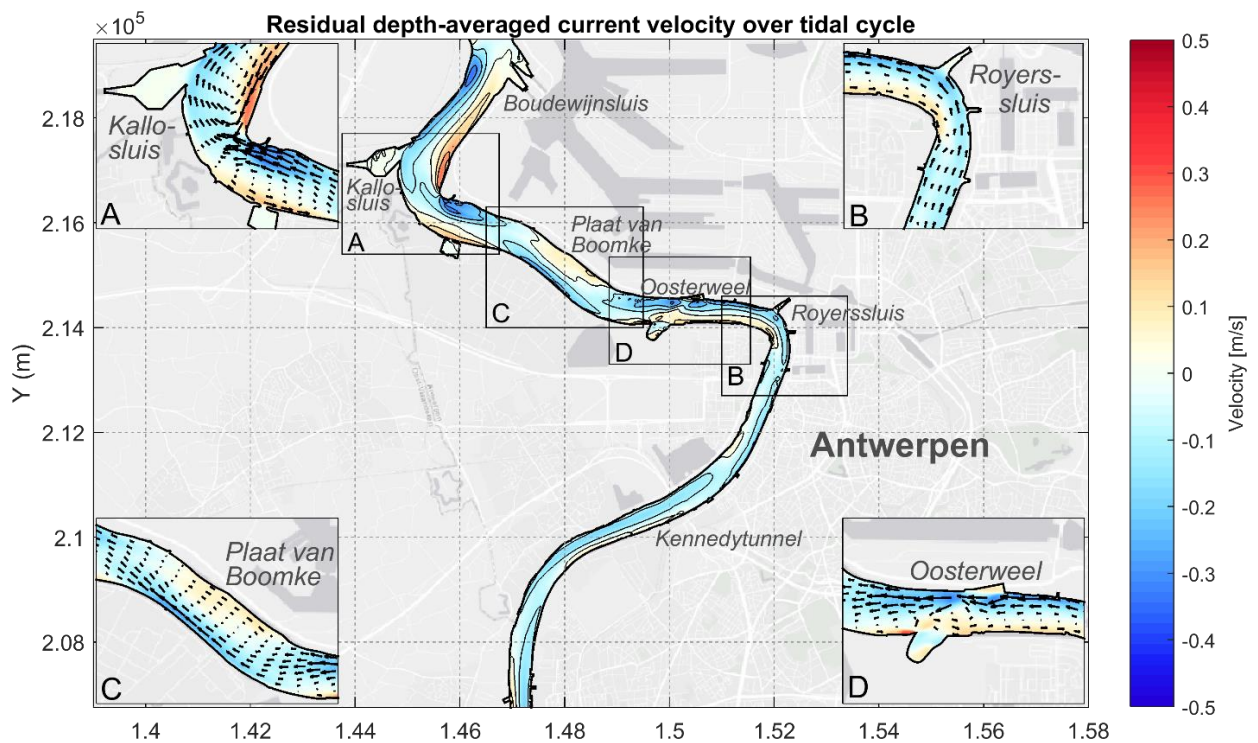 Residual depth-averaged current velocity over tidal cycle
×10⁵
Y (m)
2.18
2.16
2.14
2.12
2.1
2.08
1.4
1.42
1.44
1.46
1.48
1.5
1.52
1.54
1.56
1.58
Kallo-
sluis
A
Boudewijnsluis
Kallo-
sluis
A
Plaat van
Boomke
C
Oosterweel
D
Royerssluis
B
Royers-
sluis
B
Antwerpen
Kennedytunnel
Plaat van
Boomke
C
Oosterweel
D
0.5
0.4
0.3
0.2
0.1
0
-0.1
-0.2
-0.3
-0.4
-0.5
Velocity [m/s]